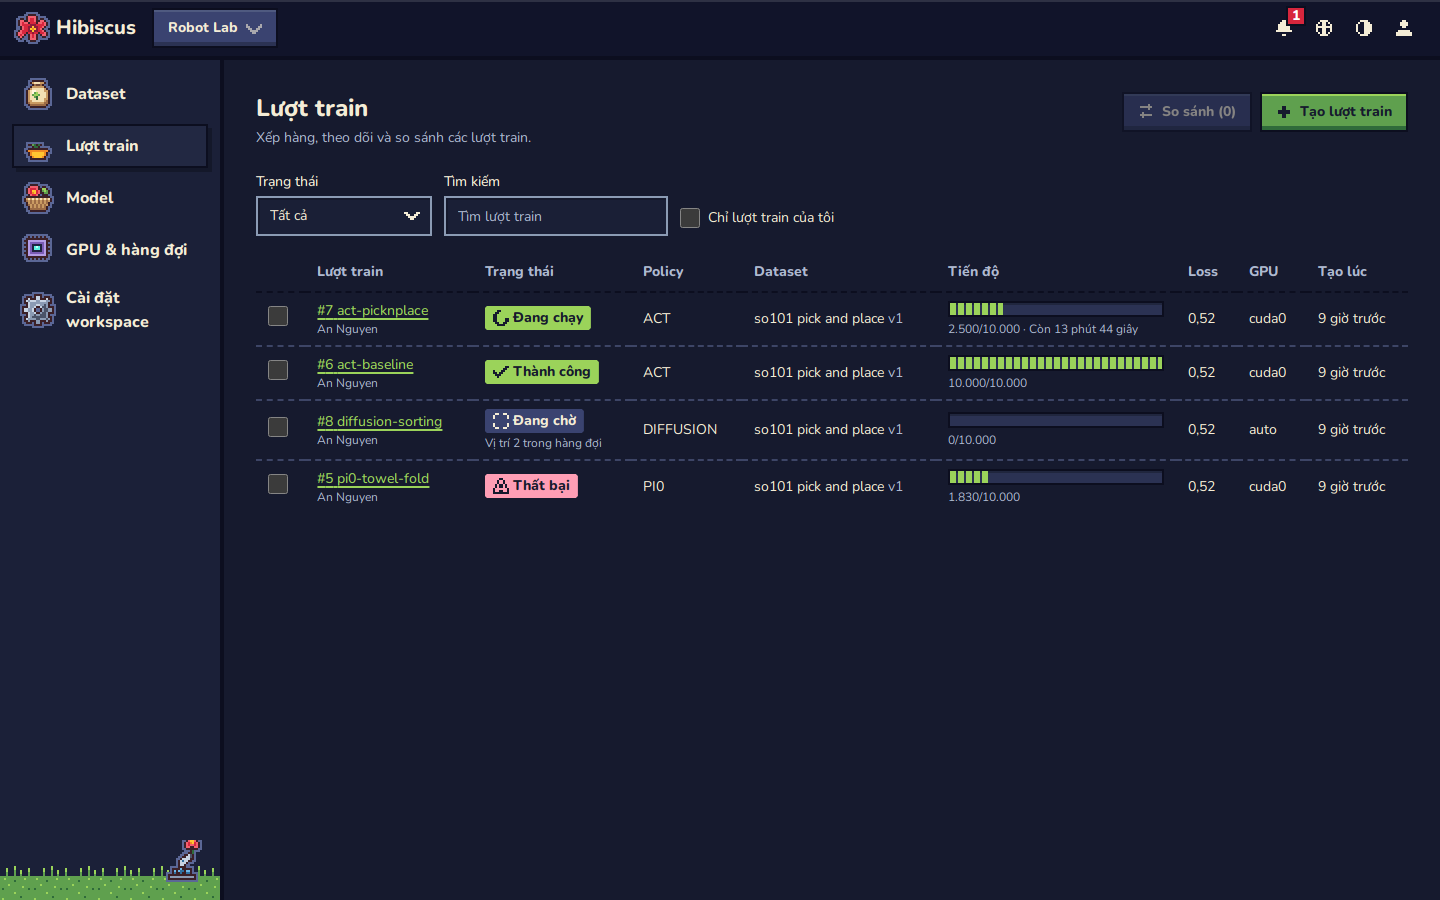 Hibiscus
Robot Lab
1
Dataset
Lượt train
Model
GPU & hàng đợi
Cài đặt
workspace
Lượt train
Xếp hàng, theo dõi và so sánh các lượt train.
So sánh (0)
Tạo lượt train
Trạng thái
Tìm kiếm
Tất cả
Tìm lượt train
Chỉ lượt train của tôi
Lượt train Trạng thái Policy Dataset Tiến độ Loss GPU Tạo lúc
#7 act-picknplace
An Nguyen
Đang chạy
ACT
so101 pick and place v1
2.500/10.000 · Còn 13 phút 44 giây
0,52
cuda0
9 giờ trước
#6 act-baseline
An Nguyen
Thành công
ACT
so101 pick and place v1
10.000/10.000
0,52
cuda0
9 giờ trước
#8 diffusion-sorting
An Nguyen
Đang chờ
Vị trí 2 trong hàng đợi
DIFFUSION
so101 pick and place v1
0/10.000
0,52
auto
9 giờ trước
#5 pi0-towel-fold
An Nguyen
Thất bại
PI0
so101 pick and place v1
1.830/10.000
0,52
cuda0
9 giờ trước